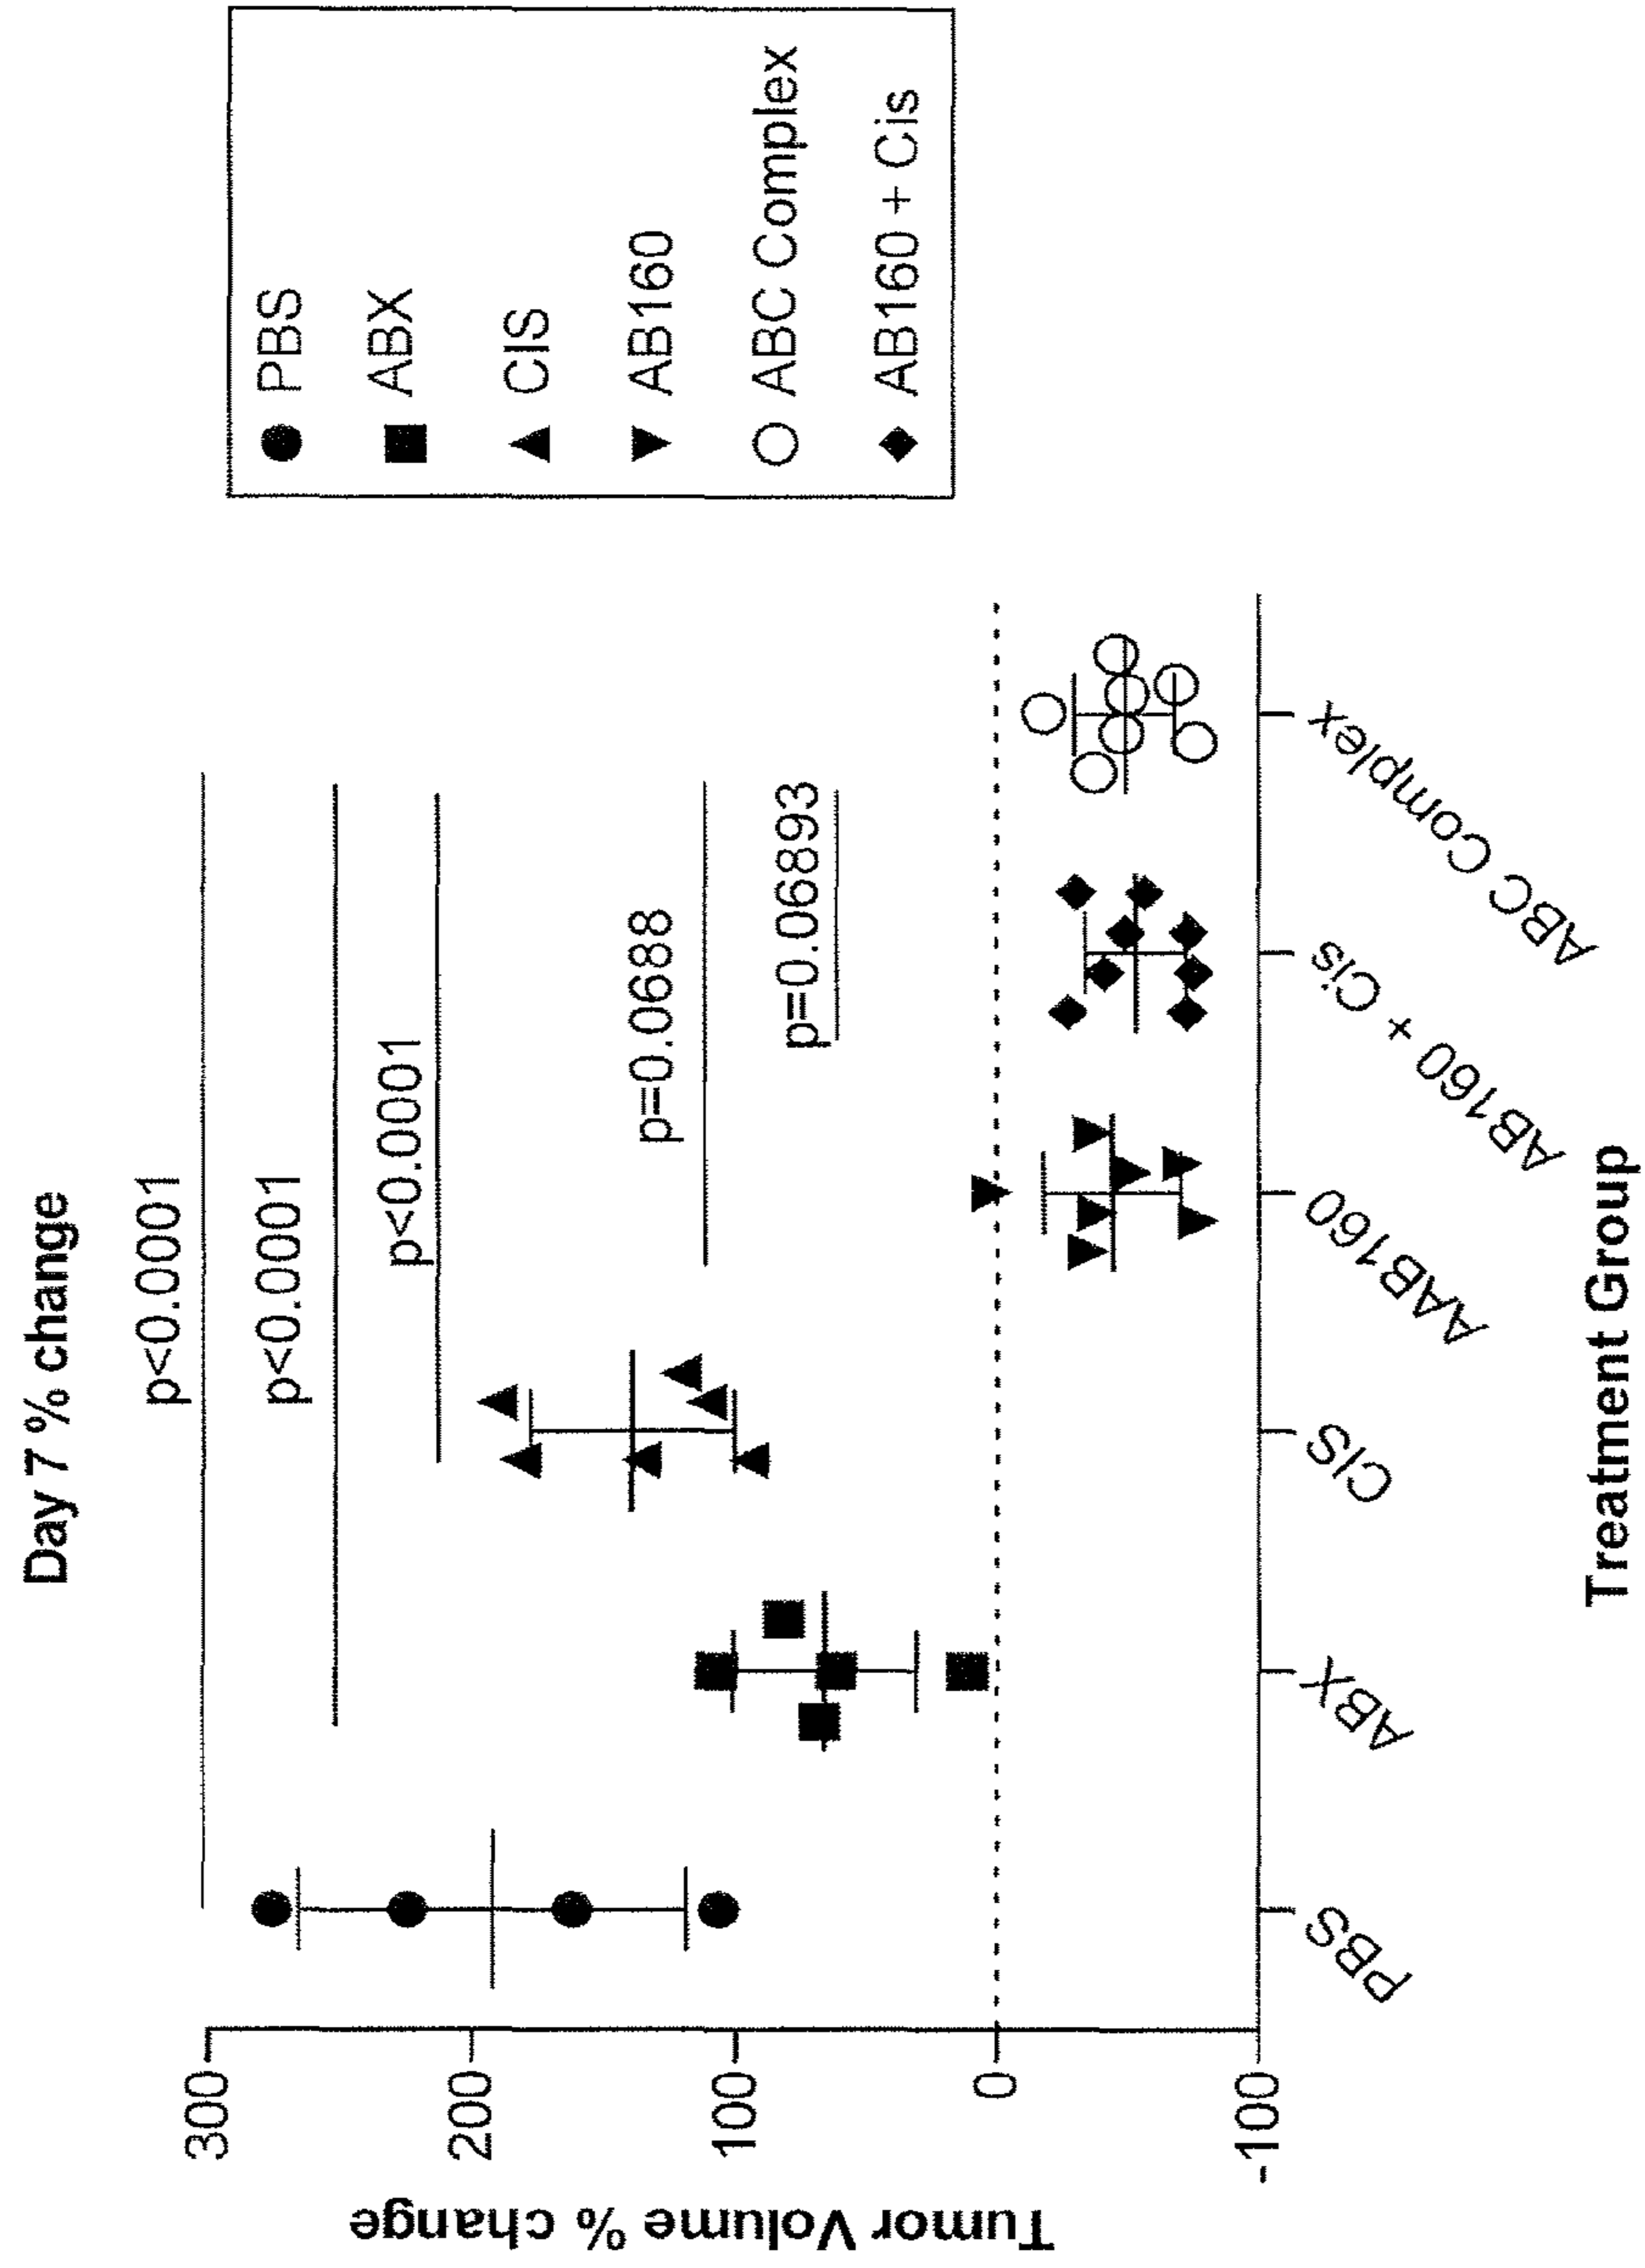 Day 7 % change
p<0.0001
p<0.0001
p<0.0001
p=0.0688
p=0.06893
Tumor Volume % change
300
200
100
0
-100
PBS
ABX
CIS
AAB160
AB160 + Cis
ABC Complex
Treatment Group
PBS
ABX
CIS
AB160
ABC Complex
AB160 + Cis